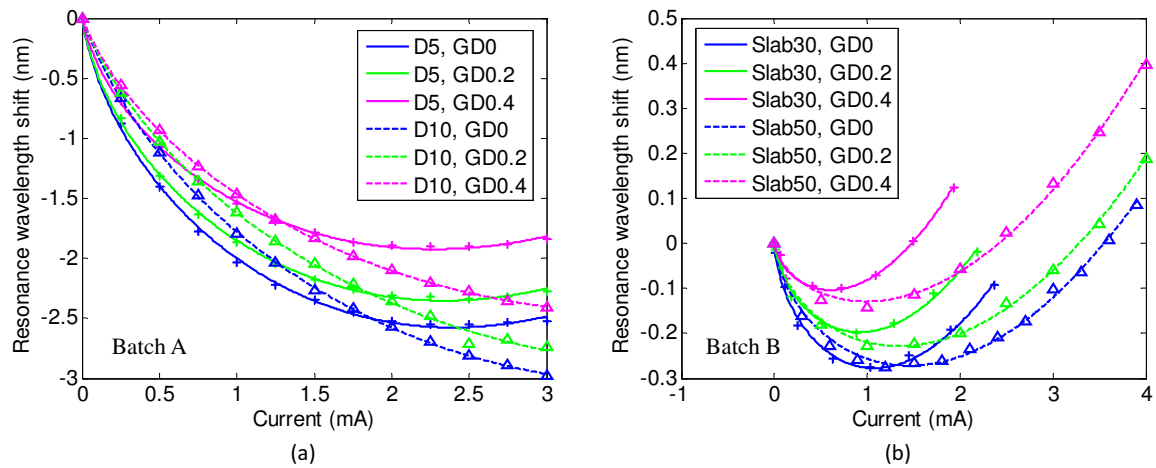 0
-0.5
-1
-1.5
-2
-2.5
-3
Resonance wavelength shift (nm)
D5, GD0
D5, GD0.2
D5, GD0.4
D10, GD0
D10, GD0.2
D10, GD0.4
Batch A
0 0.5 1 1.5 2 2.5 3
Current (mA)
(a)
0.5
0.4
0.3
0.2
0.1
0
-0.1
-0.2
-0.3
Resonance wavelength shift (nm)
Slab30, GD0
Slab30, GD0.2
Slab30, GD0.4
Slab50, GD0
Slab50, GD0.2
Slab50, GD0.4
Batch B
-1 0 1 2 3 4
Current (mA)
(b)